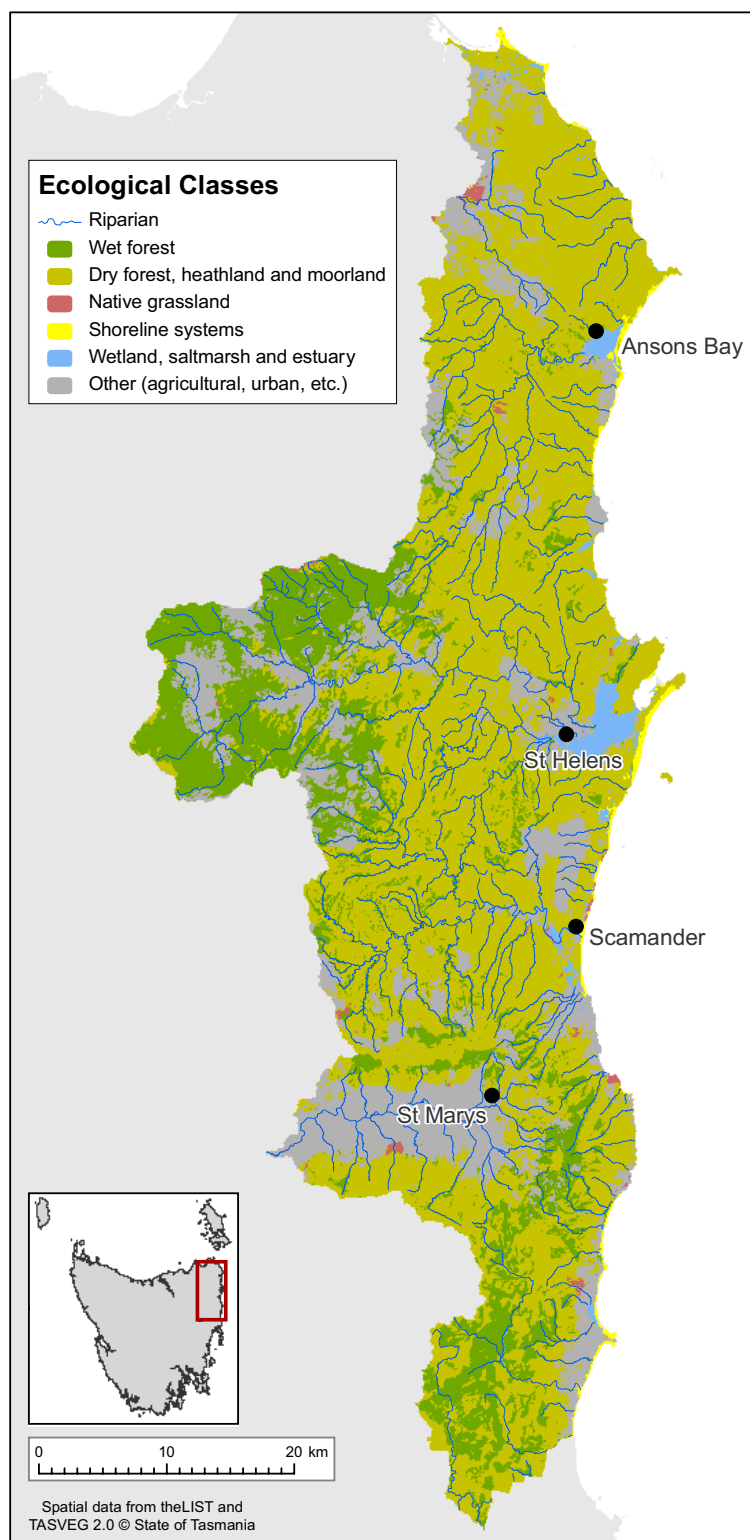 Ecological Classes
Riparian
Wet forest
Dry forest, heathland and moorland
Native grassland
Shoreline systems
Wetland, saltmarsh and estuary
Other (agricultural, urban, etc.)
Ansons Bay
St Helens
Scamander
St Marys
0 10 20 km
Spatial data from theLIST and
TASVEG 2.0 © State of Tasmania